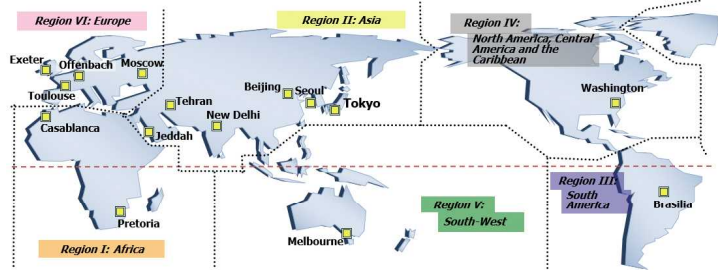 Region VI: Europe
Region II: Asia
Region IV:
North America, Central
America and the
Caribbean
Exeter
Offenbach
Moscow
Toulouse
Casablanca
Tehran
Jeddah
New Delhi
Beijing
Seoul
Tokyo
Washington
Region III:
South
America
Brasilia
Region V:
South-West
Pretoria
Melbourne
Region I: Africa